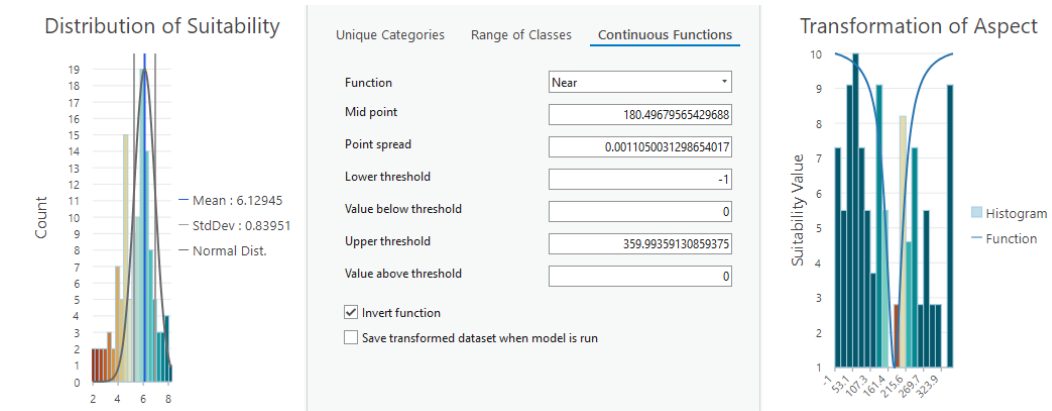 Distribution of Suitability
19
18
17
16
15
14
13
12
11
10
9
8
7
6
5
4
3
2
1
0
Count
2 4 6 8
Mean : 6.12945
StdDev : 0.83951
Normal Dist.
Unique Categories Range of Classes Continuous Functions
Function Near
Mid point 180.49679565429688
Point spread 0.0011050031298654017
Lower threshold -1
Value below threshold 0
Upper threshold 359.99359130859375
Value above threshold 0
Invert function
Save transformed dataset when model is run
Transformation of Aspect
10
9
8
7
6
5
4
3
2
1
Suitability Value
-1 53.1 107.3 161.4 215.6 269.7 323.9
Histogram
Function